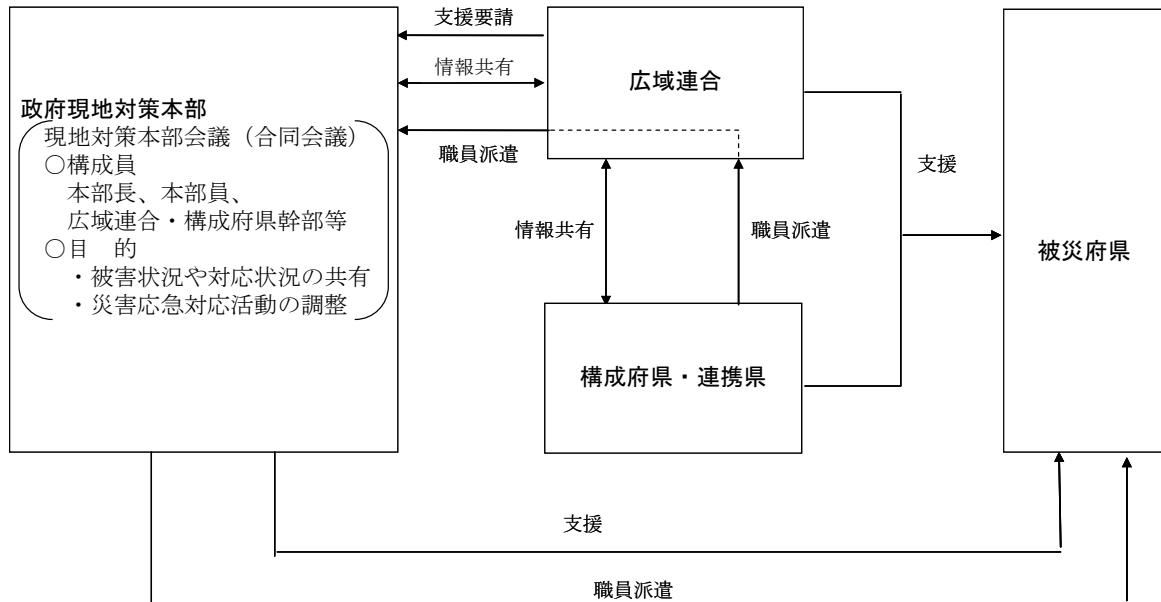 政府現地対策本部
現地対策本部会議（合同会議）
○構成員
本部長、本部員、
広域連合・構成府県幹部等
○目　的
・被害状況や対応状況の共有
・災害応急対応活動の調整
支援要請
情報共有
職員派遣
広域連合
情報共有
職員派遣
構成府県・連携県
支援
被災府県
支援
職員派遣